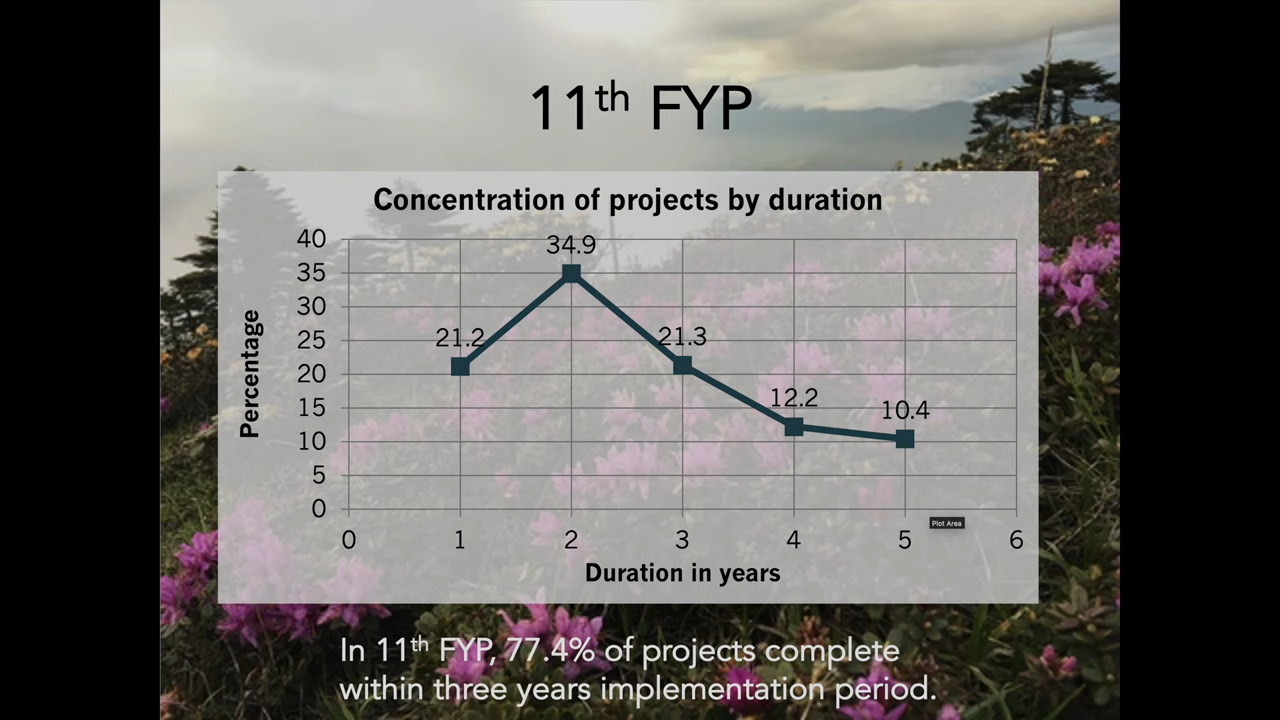 11th FYP
Concentration of projects by duration
Percentage
40
35
30
25
20
15
10
5
0
21.2
34.9
21.3
12.2
10.4
0 1 2 3 4 5 6
Plot Area
Duration in years
In 11th FYP, 77.4% of projects complete
within three years implementation period.